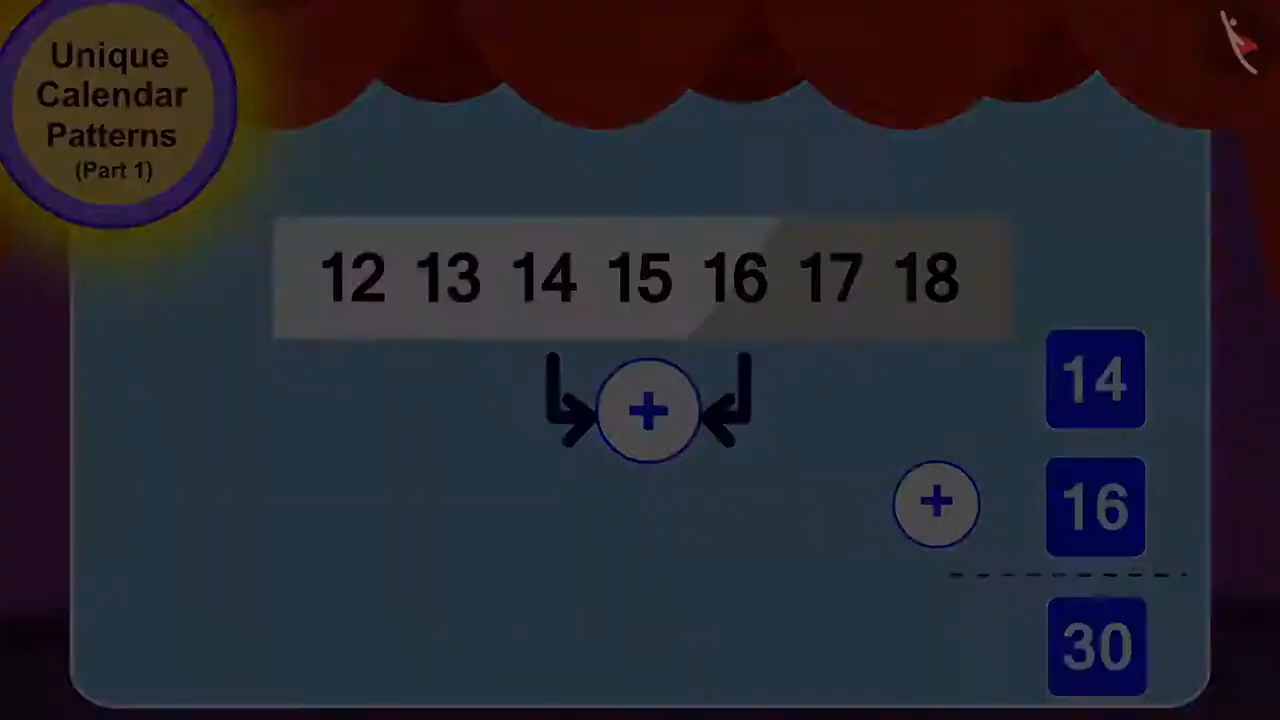 Unique
Calendar
Patterns
(Part 1)
12 13 14 15 16 17 18
+
14
+ 16
30